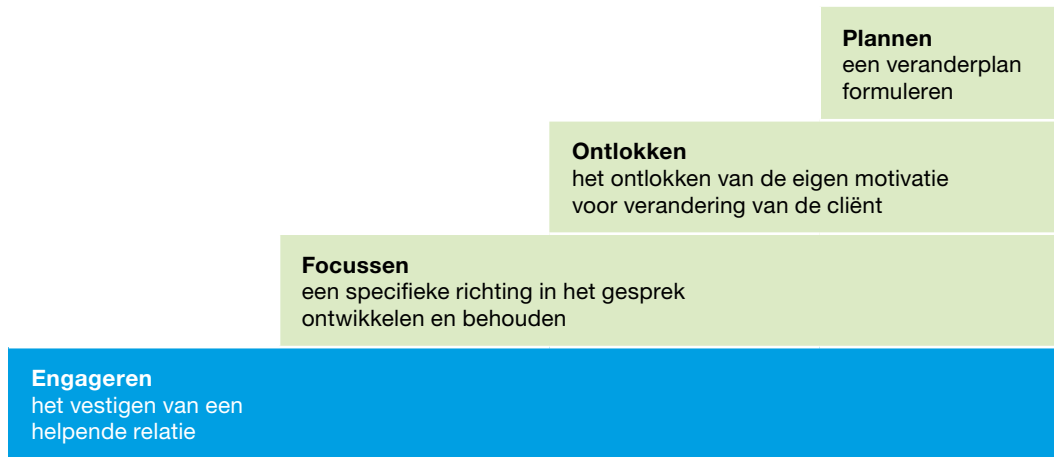 Plannen
een veranderplan
formuleren
Ontlokken
het ontlokken van de eigen motivatie
voor verandering van de cliënt
Focussen
een specifieke richting in het gesprek
ontwikkelen en behouden
Engageren
het vestigen van een
helpende relatie